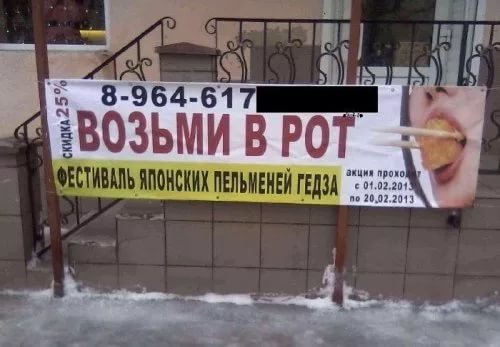 СКИДКА 25%
8-964-617
ВОЗЬМИ В РОТ
ФЕСТИВАЛЬ ЯПОНСКИХ ПЕЛЬМЕНЕЙ ГЕДЗА
акция проходит
с 01.02.2013
по 20.02.2013